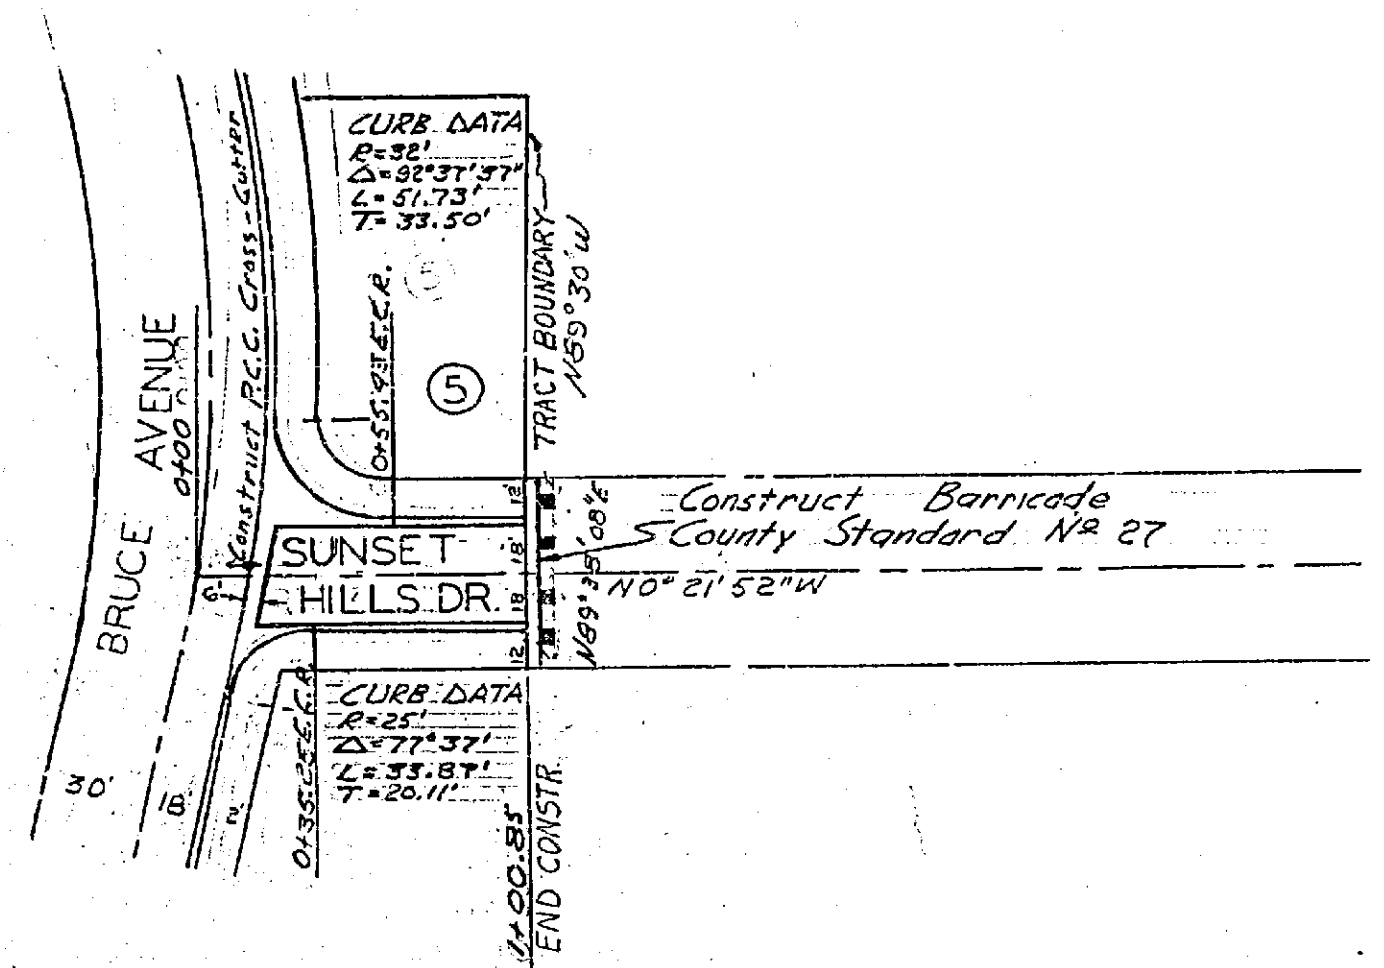 CURB DATA
R=32'
Δ=92°37'37"
L=51.73'
T=33.50'
TRACT BOUNDARY
N89°30'W
0+55.93 E.C.R.
5
BRUCE AVENUE
0+00
Construct P.C.C. Cross-Gutter
12'
18'
18
12
SUNSET
HILLS DR.
6'
Construct Barricade
County Standard Nº 27
N89°35'08"E
N0°21'52"W
CURB DATA
R=25'
Δ=77°37'
L=33.87'
T=20.11'
0+35.25 E.C.R.
30'
18
12
1+00.85
END CONSTR.